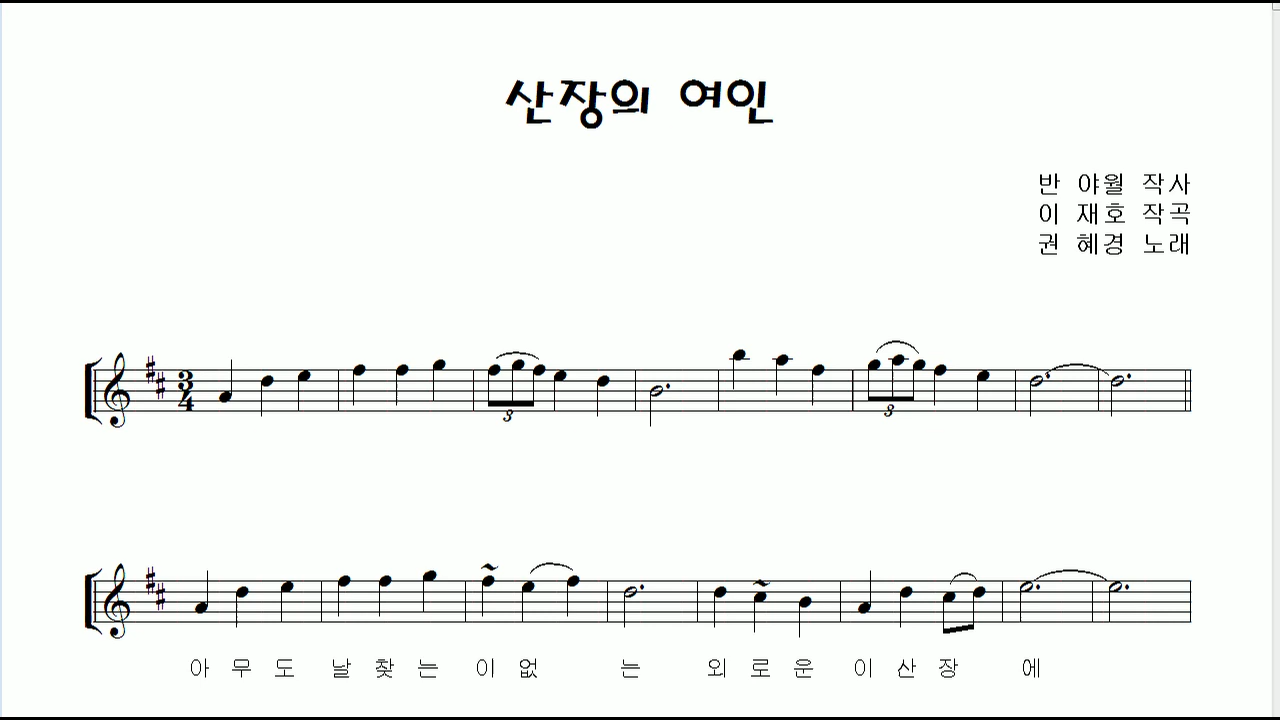 산장의 여인
반 야월 작사
이 재호 작곡
권 혜경 노래
3
4
3
3
아 무 도 날 찾 는 이 없 는 외 로 운 이 산 장 에